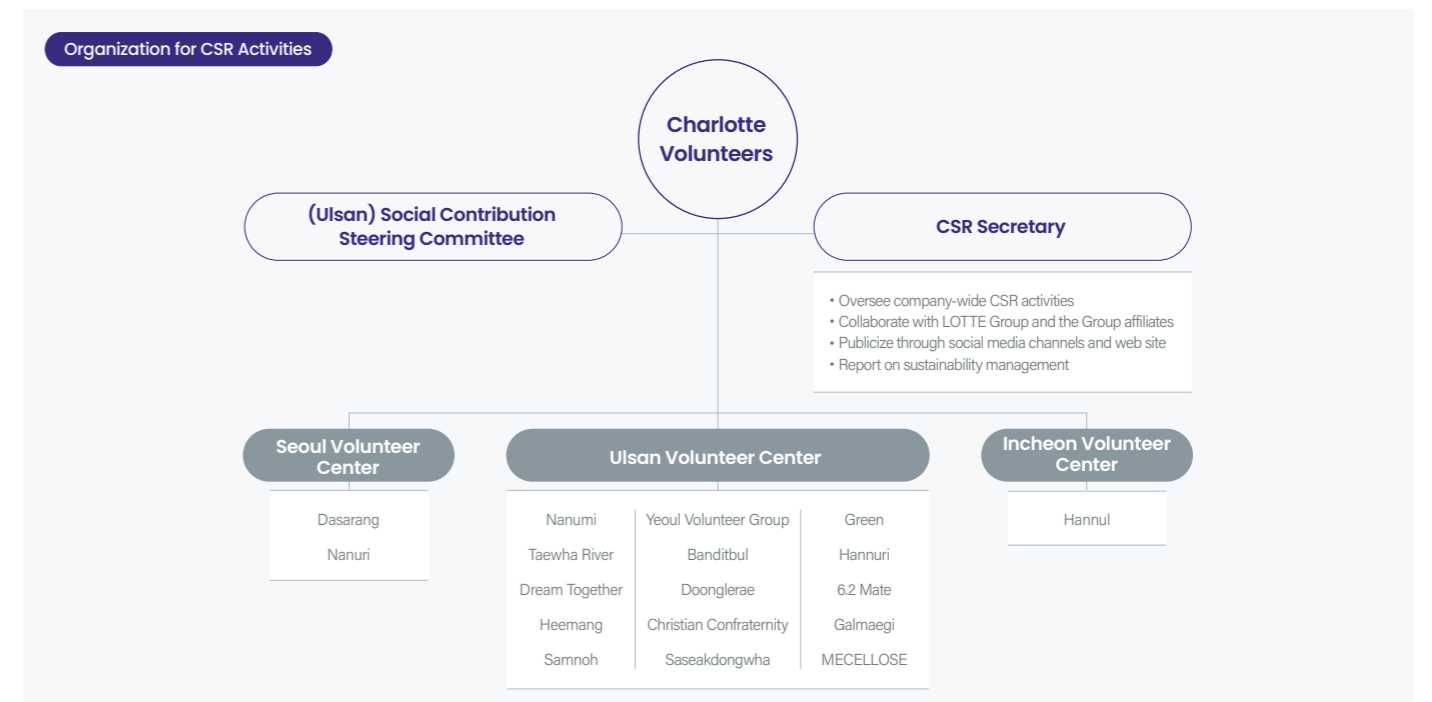 Organization for CSR Activities
Charlotte
Volunteers
(Ulsan) Social Contribution
Steering Committee
CSR Secretary
• Oversee company-wide CSR activities
• Collaborate with LOTTE Group and the Group affiliates
• Publicize through social media channels and web site
• Report on sustainability management
Seoul Volunteer
Center
Dasarang
Nanuri
Ulsan Volunteer Center
Nanumi
Taewha River
Dream Together
Heemang
Samnoh
Yeoul Volunteer Group
Banditbul
Doonglerae
Christian Confraternity
Saseakdongwha
Green
Hannuri
6.2 Mate
Galmaegi
MECELLOSE
Incheon Volunteer
Center
Hannul